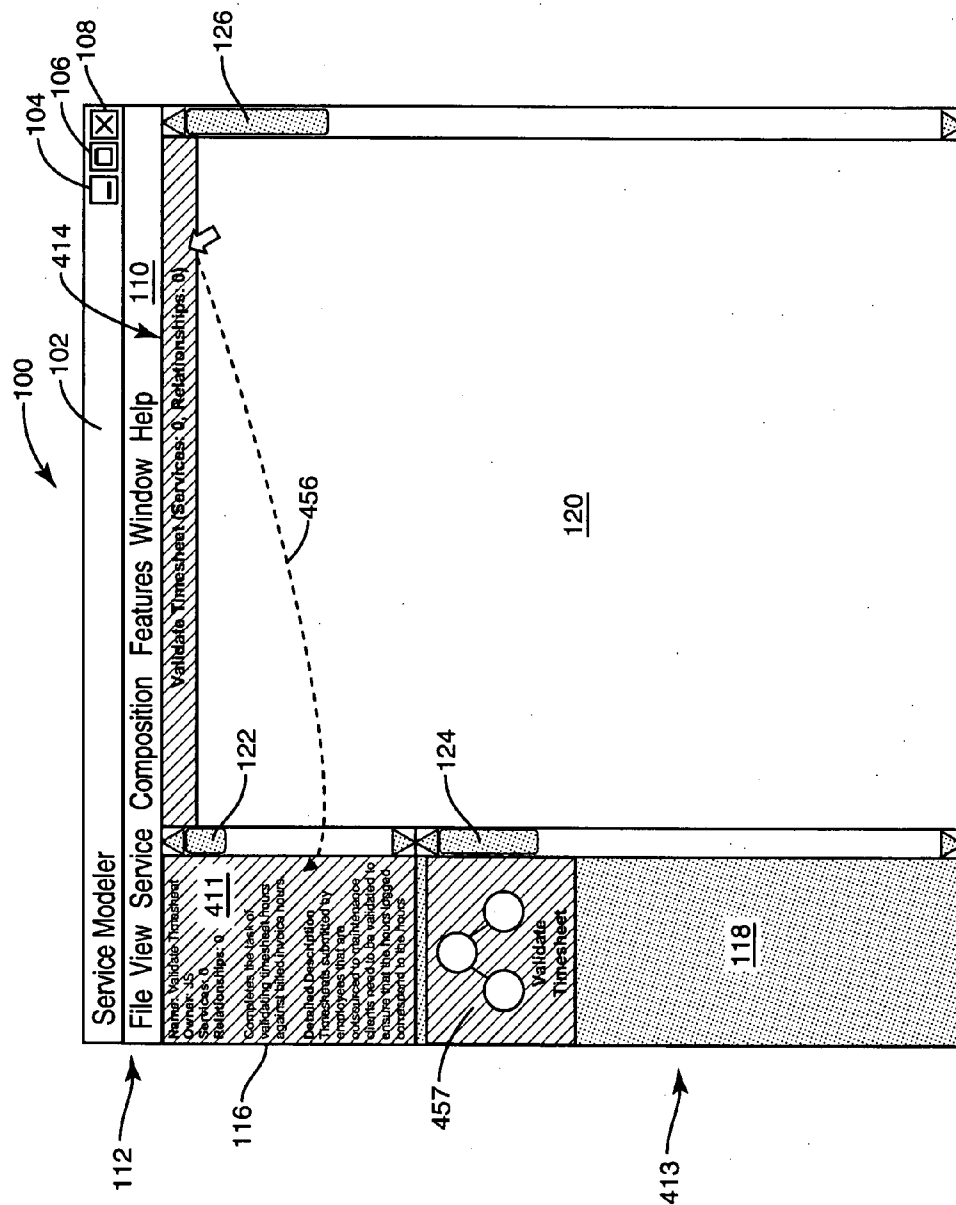 100
102
104
106
108
Service Modeler
112
File View Service Composition Features Window Help
110
414
Validate Timesheet (Services: 0, Relationships: 0)
126
Name: Validate Timesheet
Owner: JS
Services: 0
Relationships: 0
411
Completes the task of
validating timesheet hours
against billed invoice hours.
Detailed Description
Timesheets submitted by
employees that are
outsourced to maintenance
clients need to be validated to
ensure that the hours logged
correspond to the hours
116
122
456
124
120
457
Validate
Timesheet
118
413